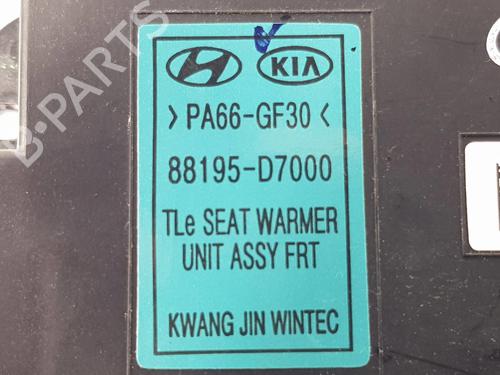 KIA
>PA66-GF30<
88195-D7000
TLe SEAT WARMER
UNIT ASSY FRT
KWANG JIN WINTEC
B-PARTS